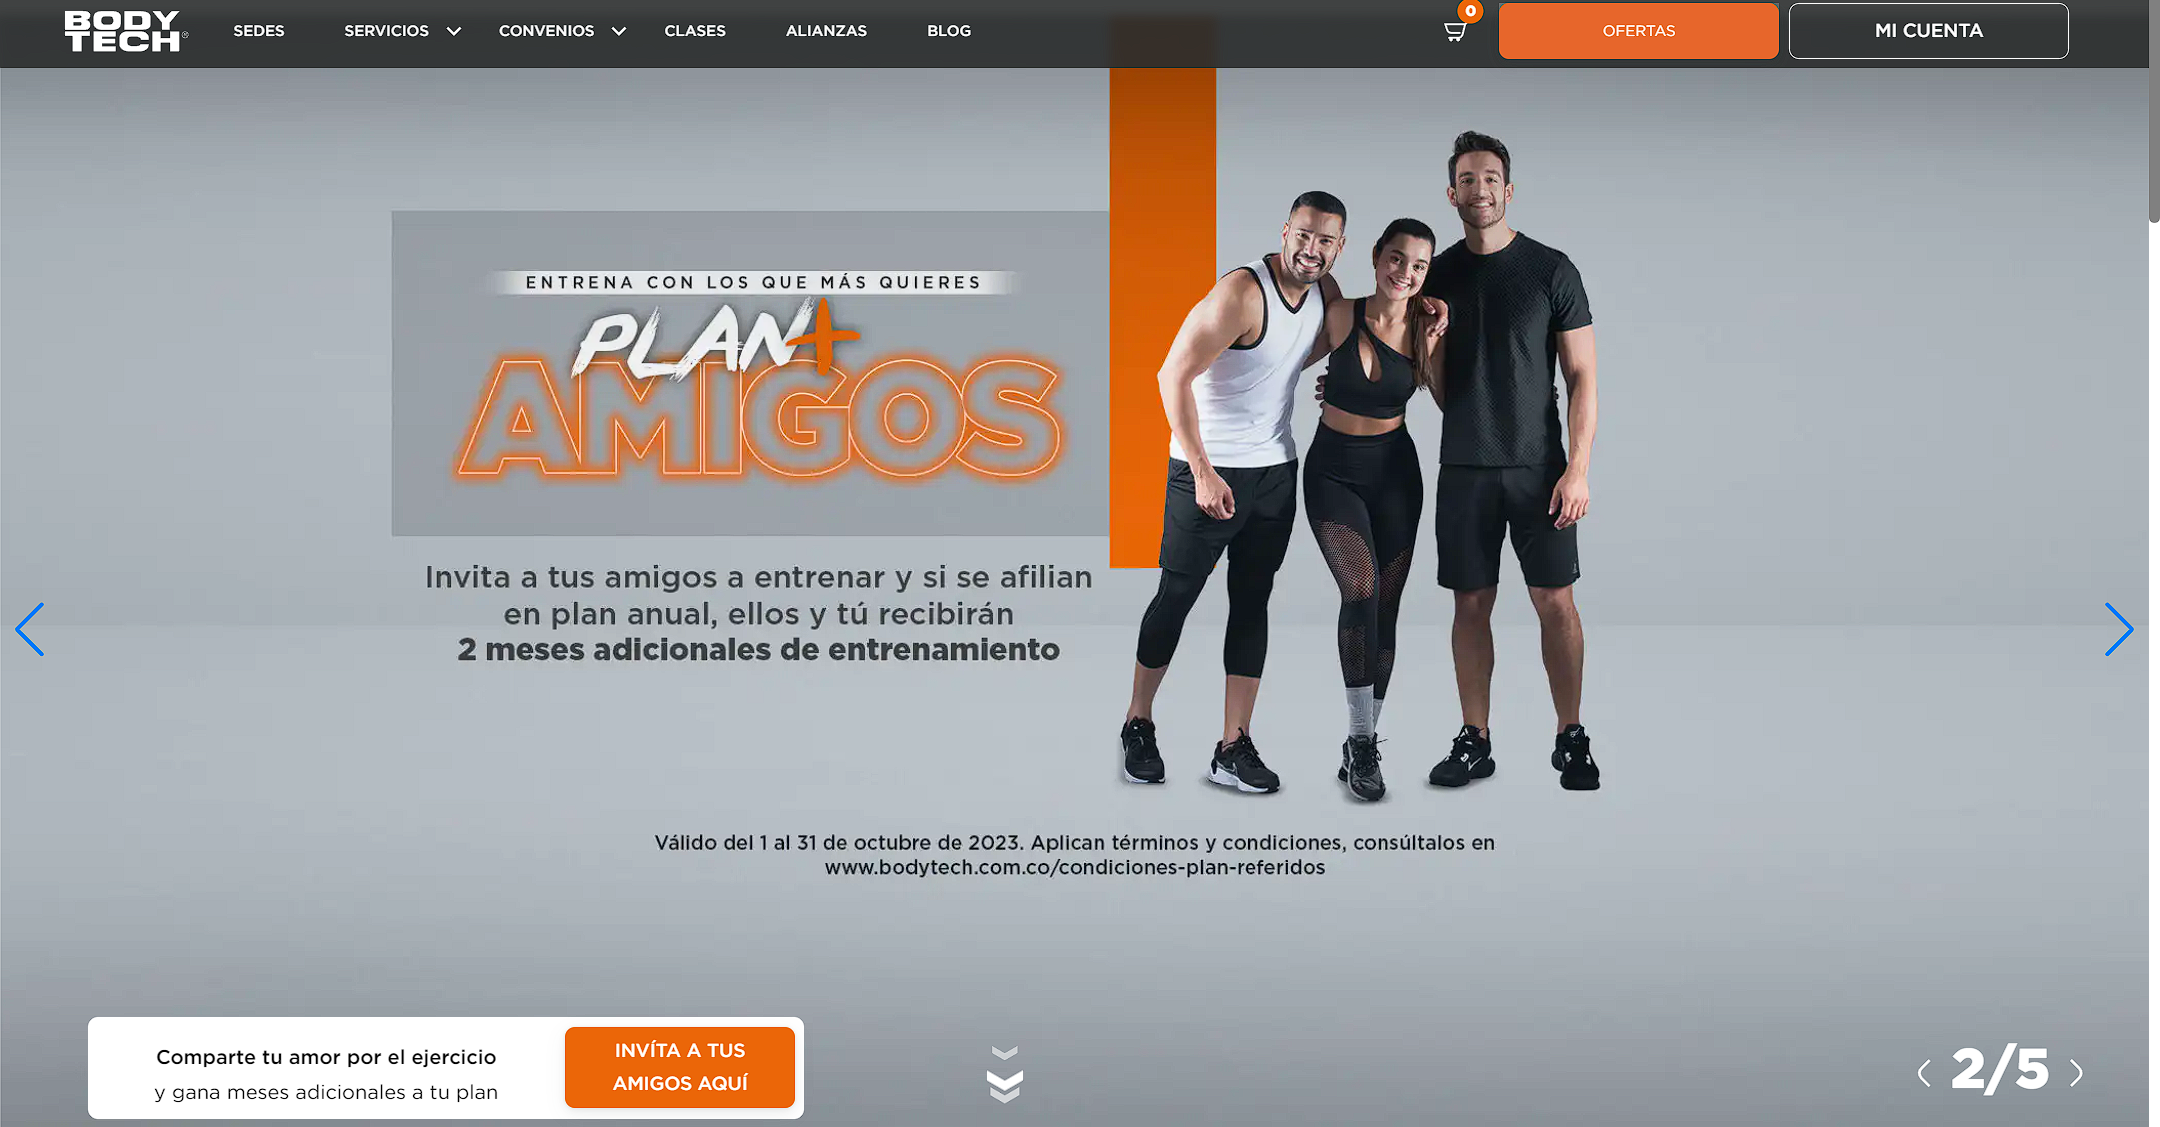 BODY
TECH®
SEDES
SERVICIOS
CONVENIOS
CLASES
ALIANZAS
BLOG
0
OFERTAS
MI CUENTA
ENTRENA CON LOS QUE MÁS QUIERES
PLAN+
AMIGOS
Invita a tus amigos a entrenar y si se afilian
en plan anual, ellos y tú recibirán
2 meses adicionales de entrenamiento
Válido del 1 al 31 de octubre de 2023. Aplican términos y condiciones, consúltalos en
www.bodytech.com.co/condiciones-plan-referidos
Comparte tu amor por el ejercicio
y gana meses adicionales a tu plan
INVÍTA A TUS
AMIGOS AQUÍ
2/5